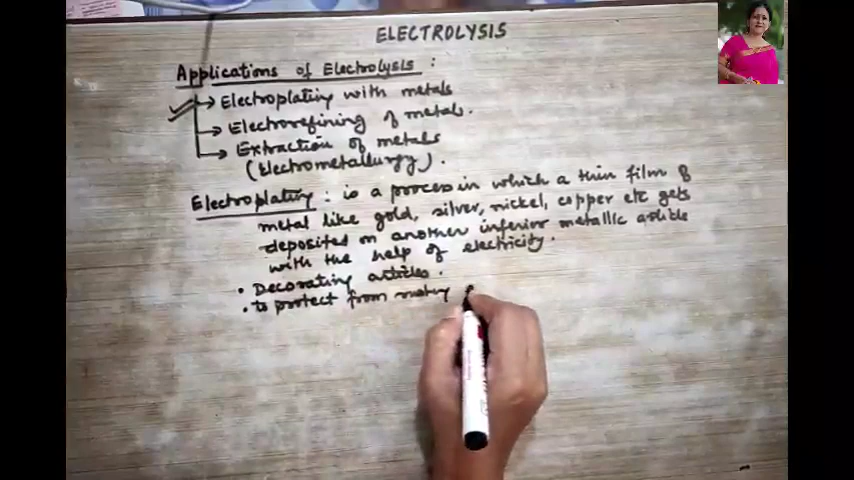 ELECTROLYSIS
Applications of Electrolysis :
→ Electroplating with metals
→ Electrorefining of metal.
→ Extraction of metals
(Electrometallurgy).
Electroplating : is a process in which a thin film of
metal like gold, silver, nickel, copper etc gets
deposited on another inferior metallic article
with the help of electricity.
• Decorating articles.
• to protect from